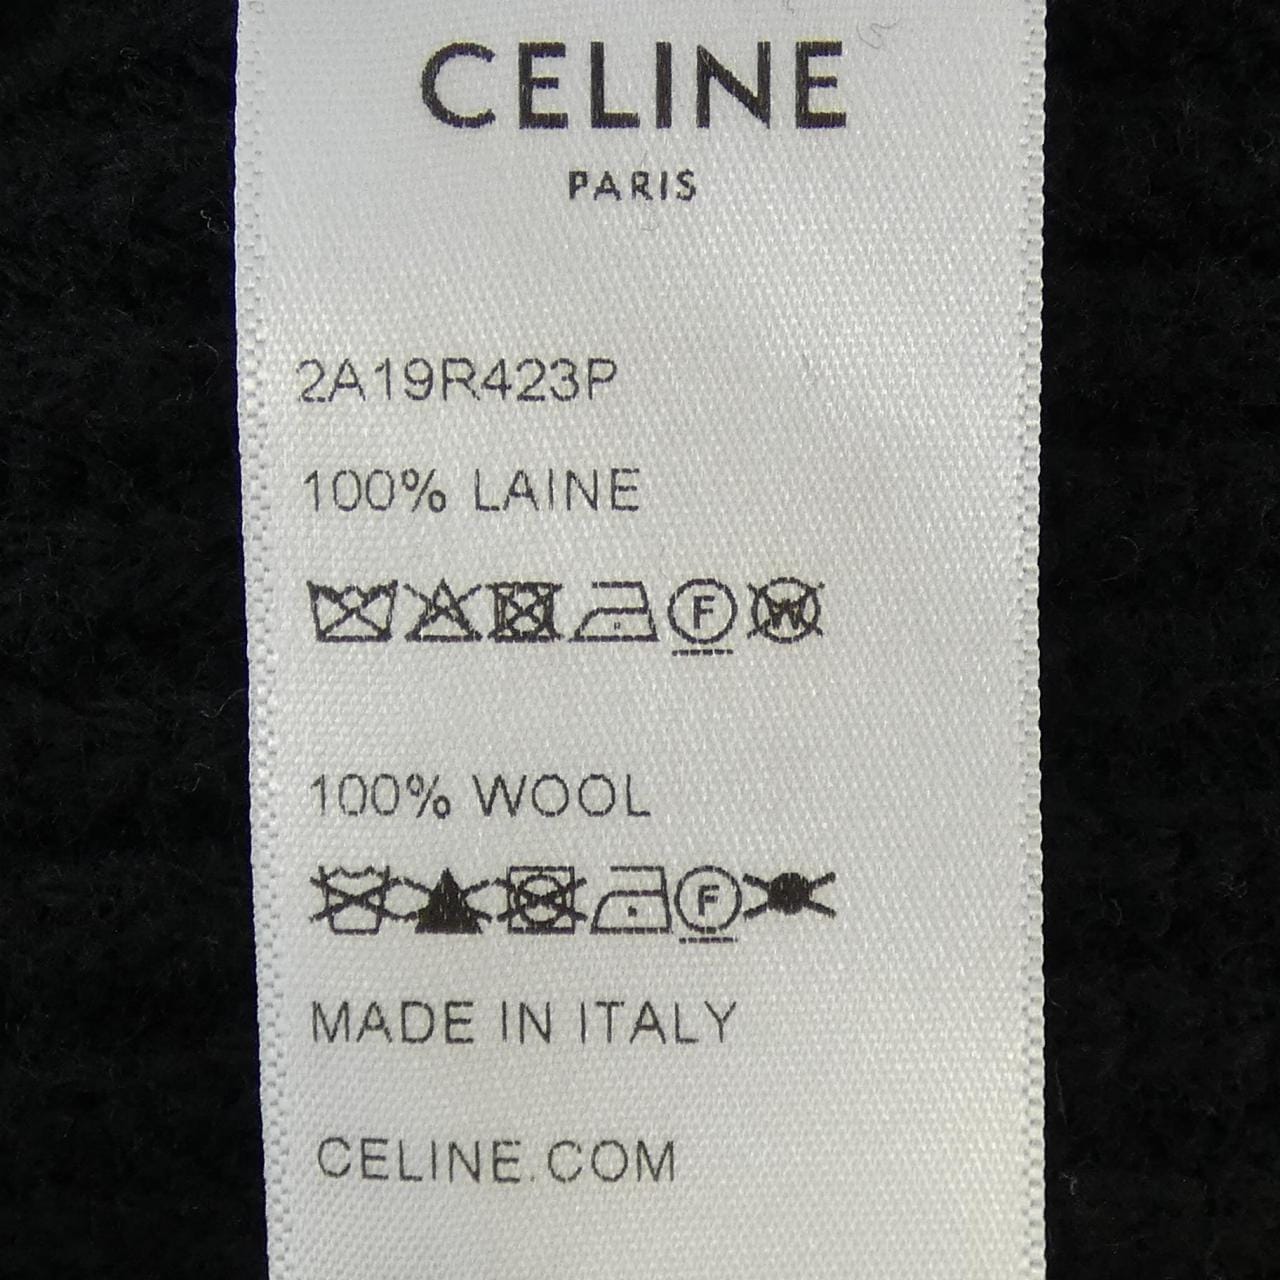 CELINE
PARIS
2A19R423P
100% LAINE
F W
100% WOOL
F
MADE IN ITALY
CELINE.COM